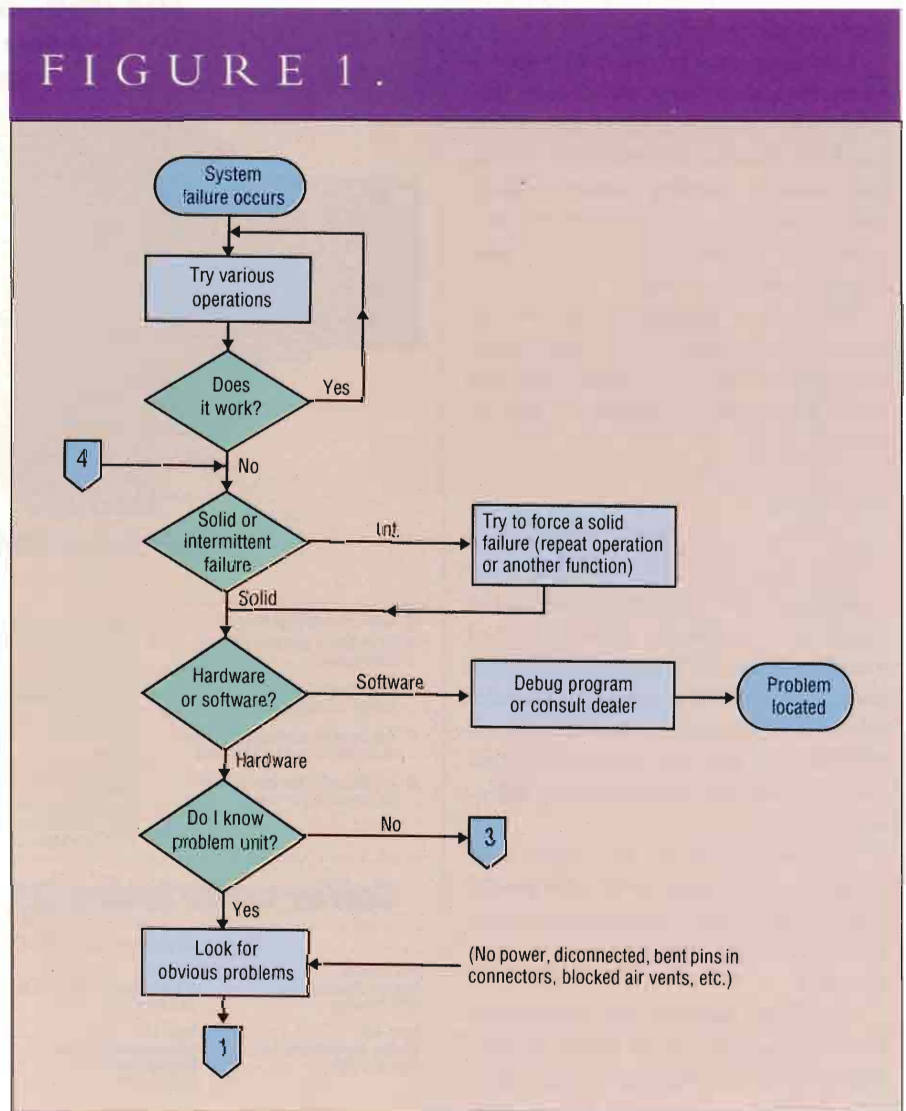 FIGURE 1.
System
failure occurs
Try various
operations
Does
it work?
Yes
4
No
Solid or
intermittent
failure
Int.
Try to force a solid
failure (repeat operation
or another function)
Solid
Hardware
or software?
Software
Debug program
or consult dealer
Problem
located
Hardware
Do I know
problem unit?
No
3
Yes
Look for
obvious problems
(No power, diconnected, bent pins in
connectors, blocked air vents, etc.)
1